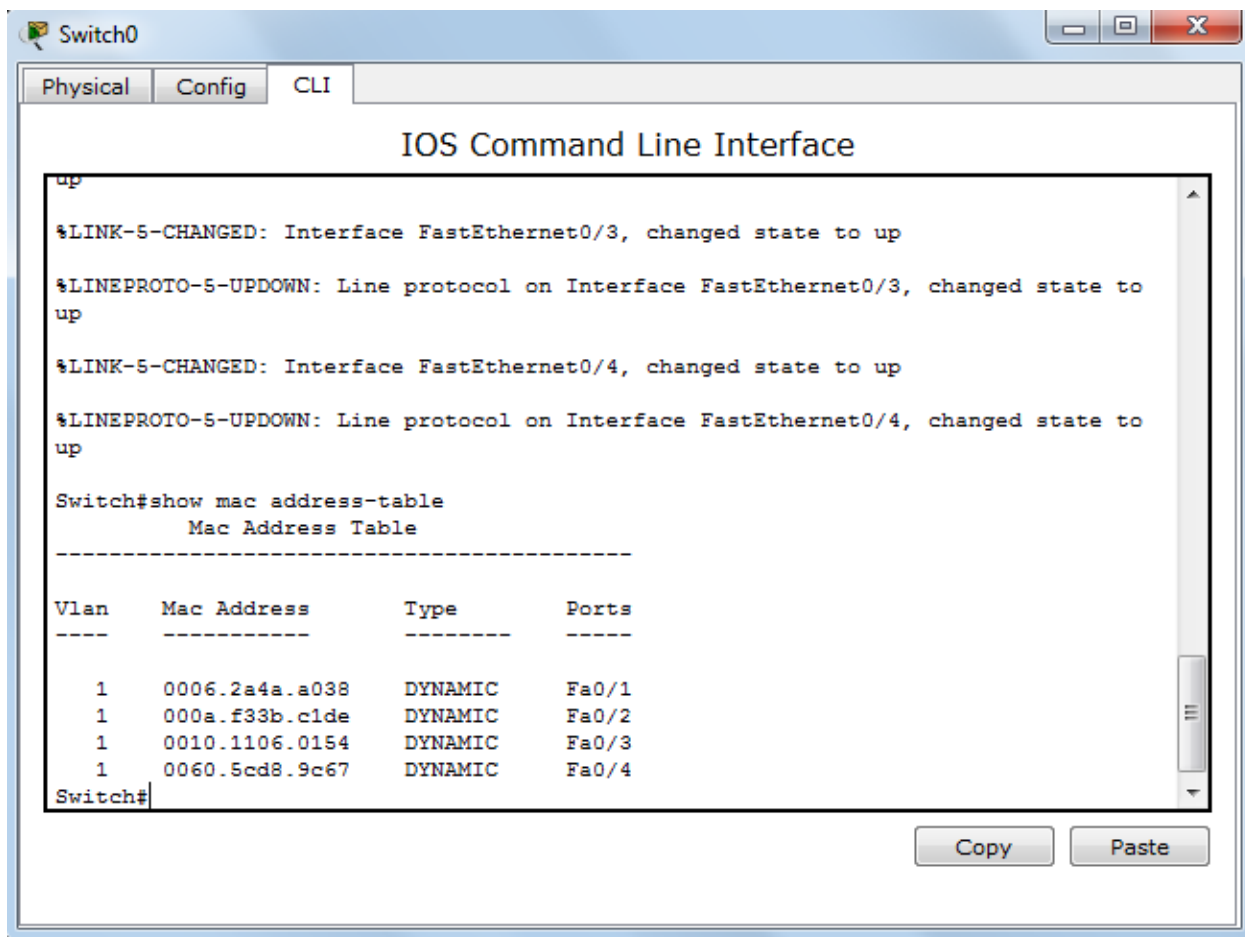 Switch0
Physical Config CLI
IOS Command Line Interface
up
%LINK-5-CHANGED: Interface FastEthernet0/3, changed state to up
%LINEPROTO-5-UPDOWN: Line protocol on Interface FastEthernet0/3, changed state to
up
%LINK-5-CHANGED: Interface FastEthernet0/4, changed state to up
%LINEPROTO-5-UPDOWN: Line protocol on Interface FastEthernet0/4, changed state to
up
Switch#show mac address-table
Mac Address Table
-------------------------------------------
Vlan Mac Address Type Ports
---- ----------- -------- -----
1 0006.2a4a.a038 DYNAMIC Fa0/1
1 000a.f33b.c1de DYNAMIC Fa0/2
1 0010.1106.0154 DYNAMIC Fa0/3
1 0060.5cd8.9c67 DYNAMIC Fa0/4
Switch#
Copy Paste